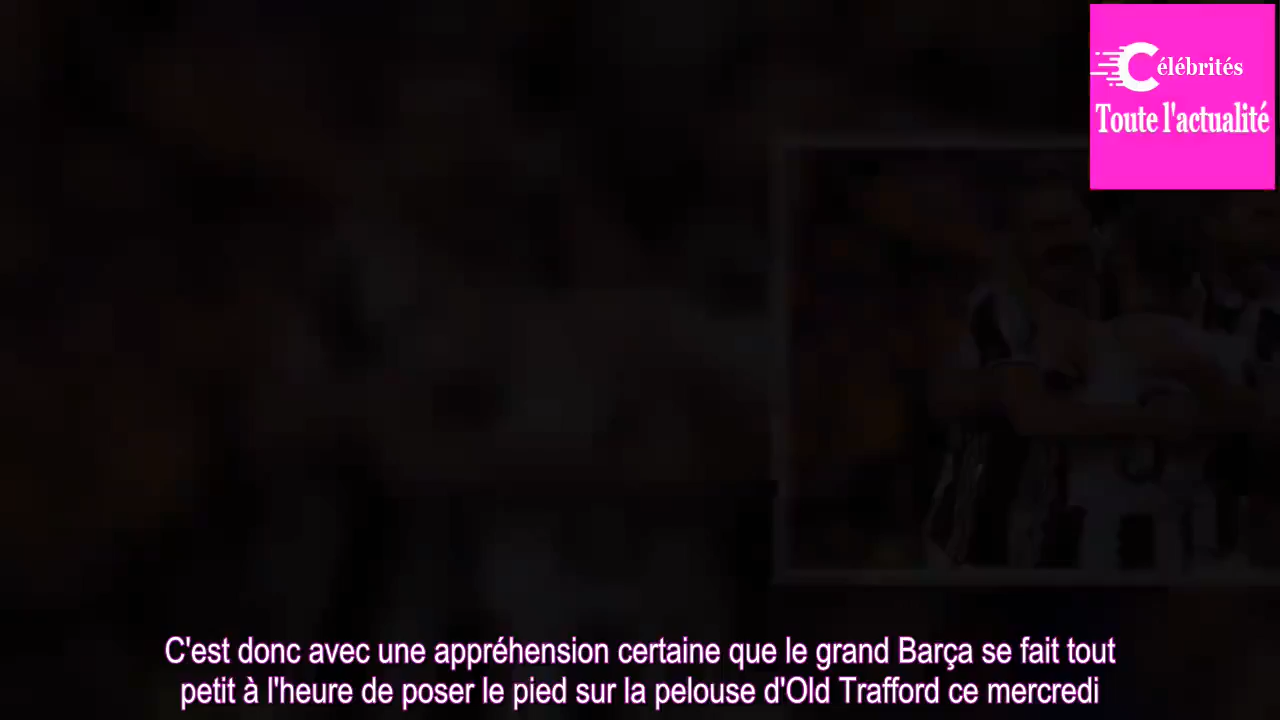 Célébrités
Toute l'actualité
C'est donc avec une appréhension certaine que le grand Barça se fait tout
petit à l'heure de poser le pied sur la pelouse d'Old Trafford ce mercredi